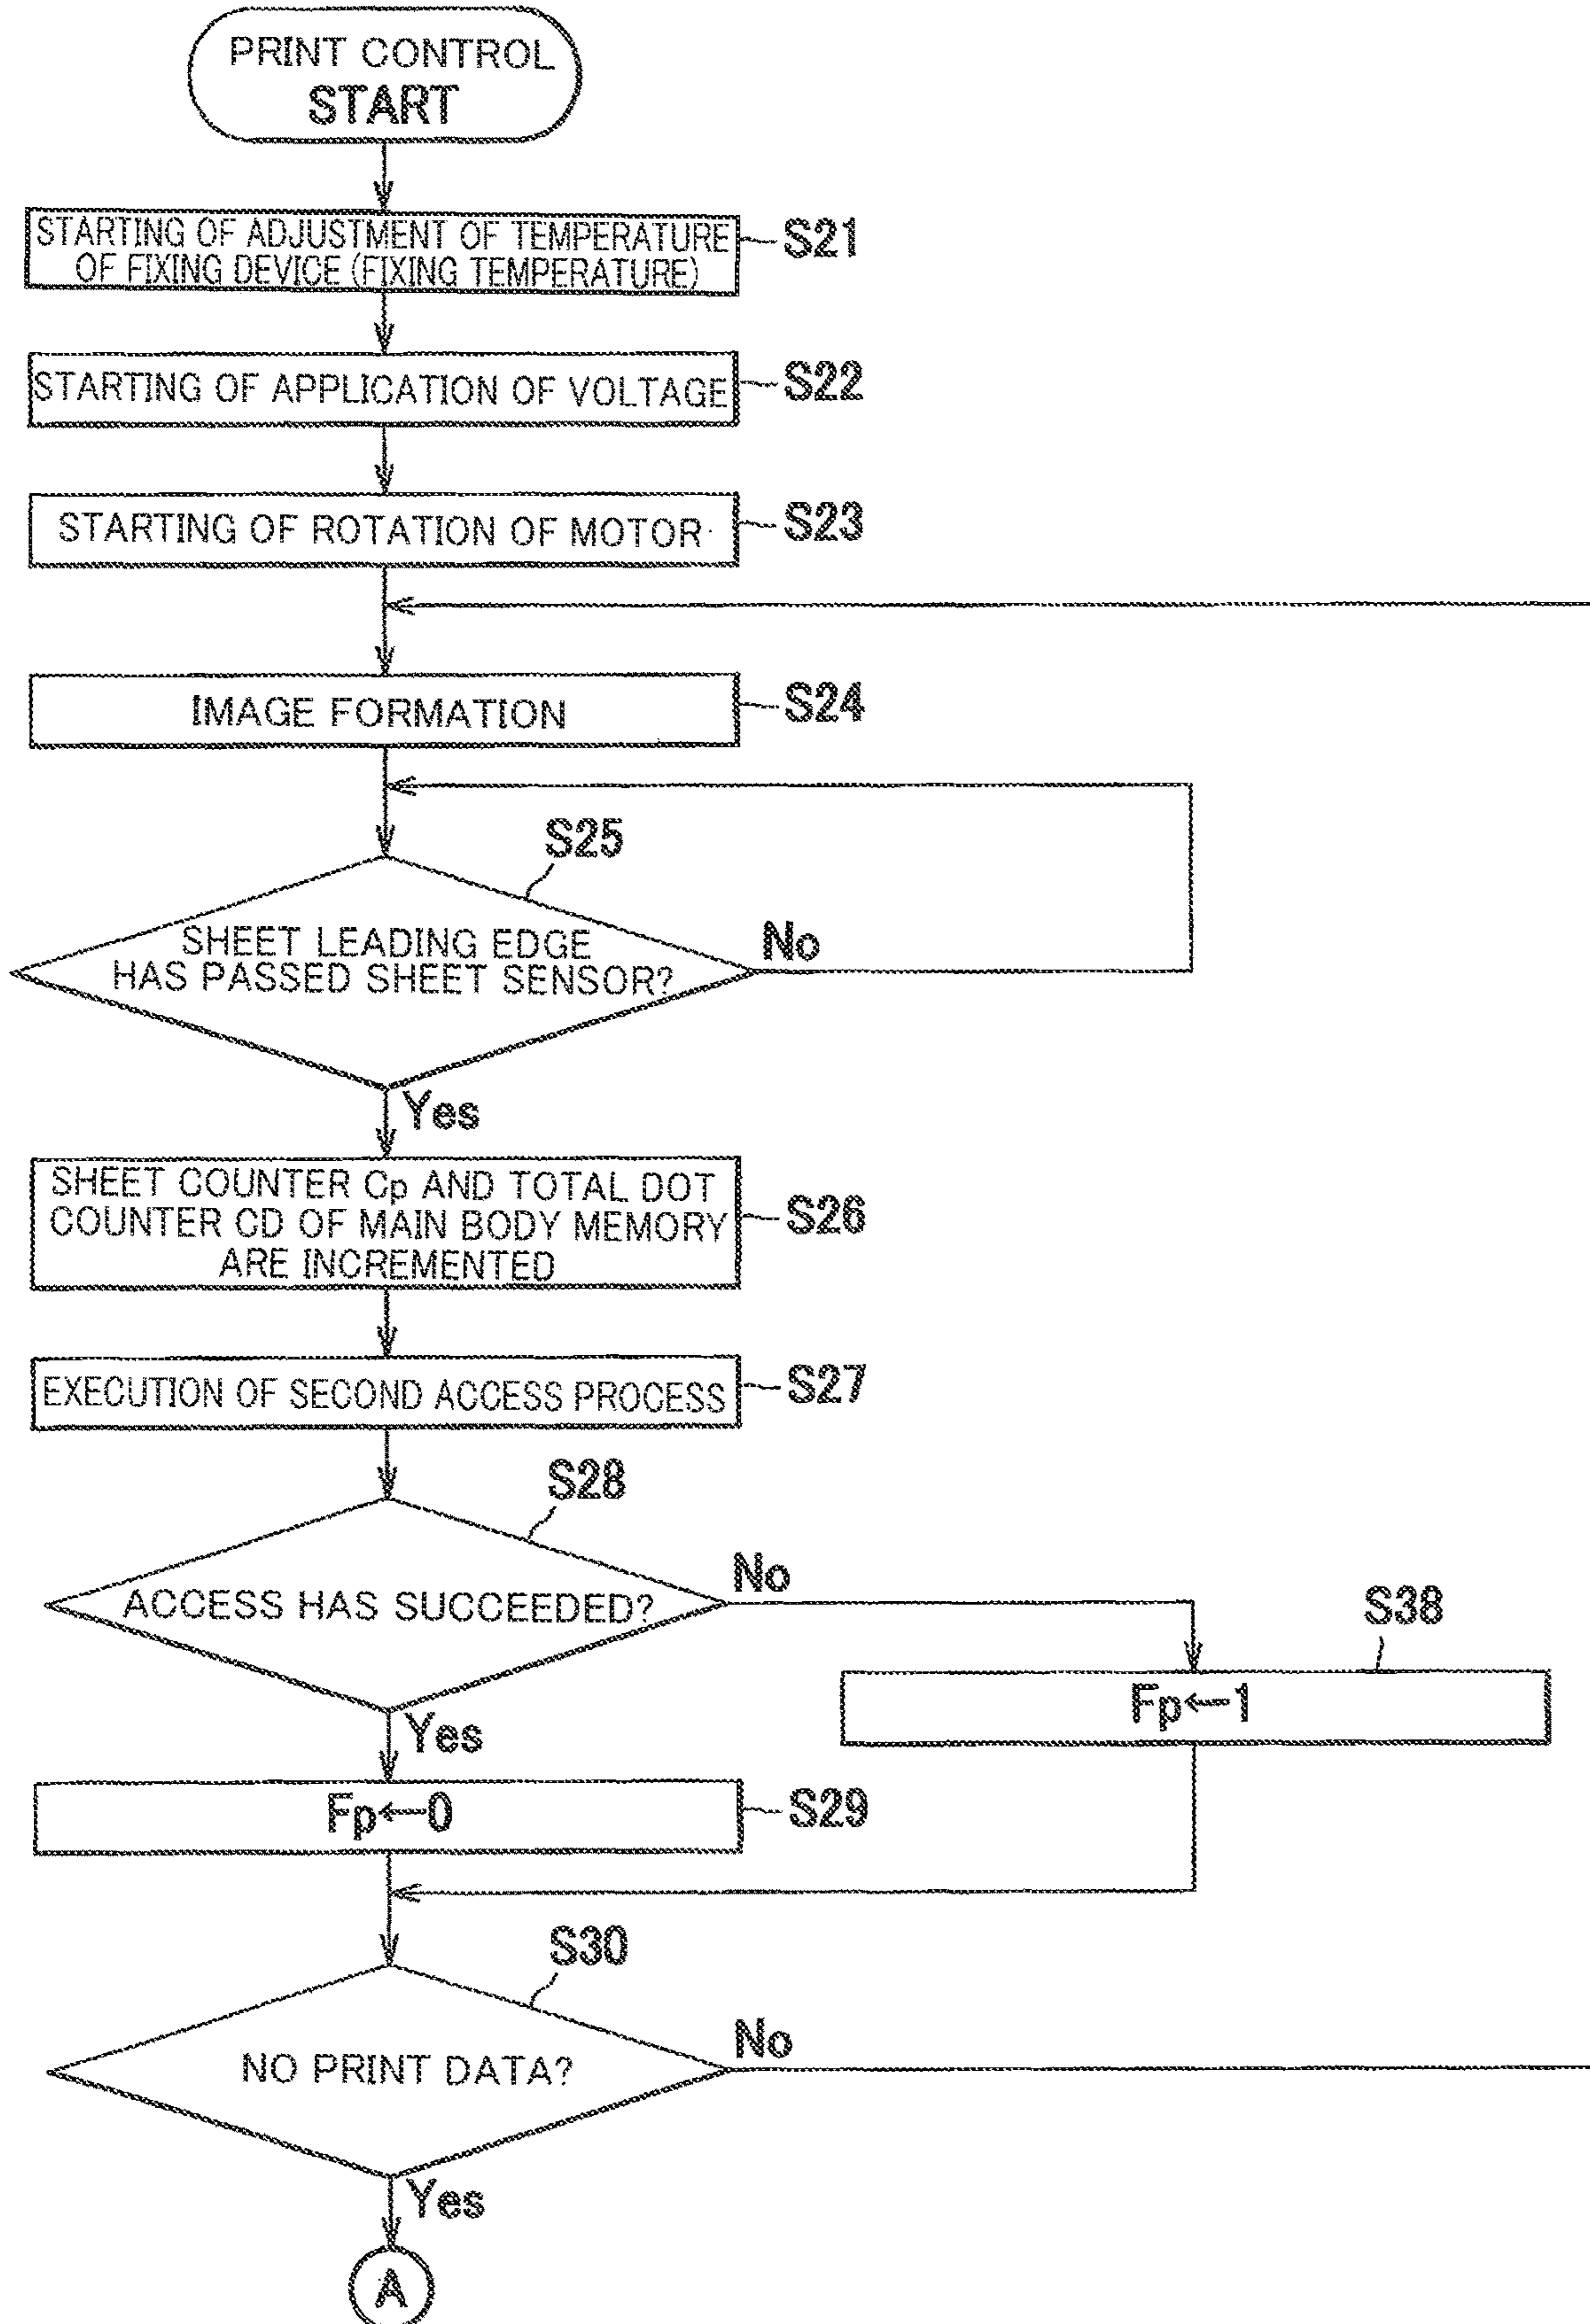 PRINT CONTROL
START
STARTING OF ADJUSTMENT OF TEMPERATURE
OF FIXING DEVICE (FIXING TEMPERATURE)
S21
STARTING OF APPLICATION OF VOLTAGE
S22
STARTING OF ROTATION OF MOTOR
S23
IMAGE FORMATION
S24
S25
SHEET LEADING EDGE
HAS PASSED SHEET SENSOR?
No
Yes
SHEET COUNTER Cp AND TOTAL DOT
COUNTER CD OF MAIN BODY MEMORY
ARE INCREMENTED
S26
EXECUTION OF SECOND ACCESS PROCESS
S27
S28
ACCESS HAS SUCCEEDED?
No
S38
Fp←1
Yes
Fp←0
S29
S30
NO PRINT DATA?
No
Yes
A